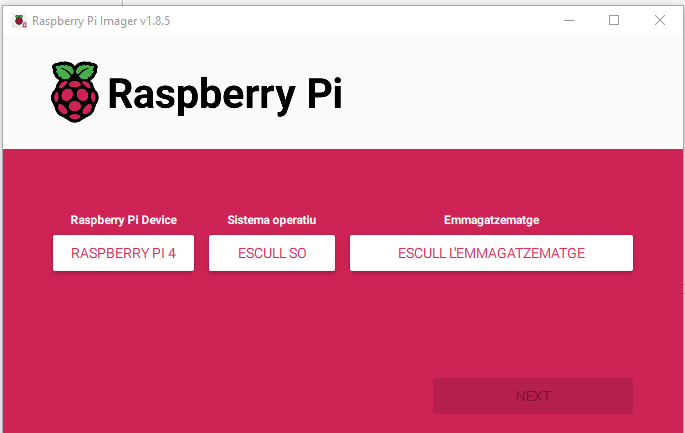 Raspberry Pi Imager v1.8.5
Raspberry Pi
Raspberry Pi Device Sistema operatiu Emmagatzematge
RASPBERRY PI 4 ESCULL SO ESCULL L'EMMAGATZEMATGE
NEXT